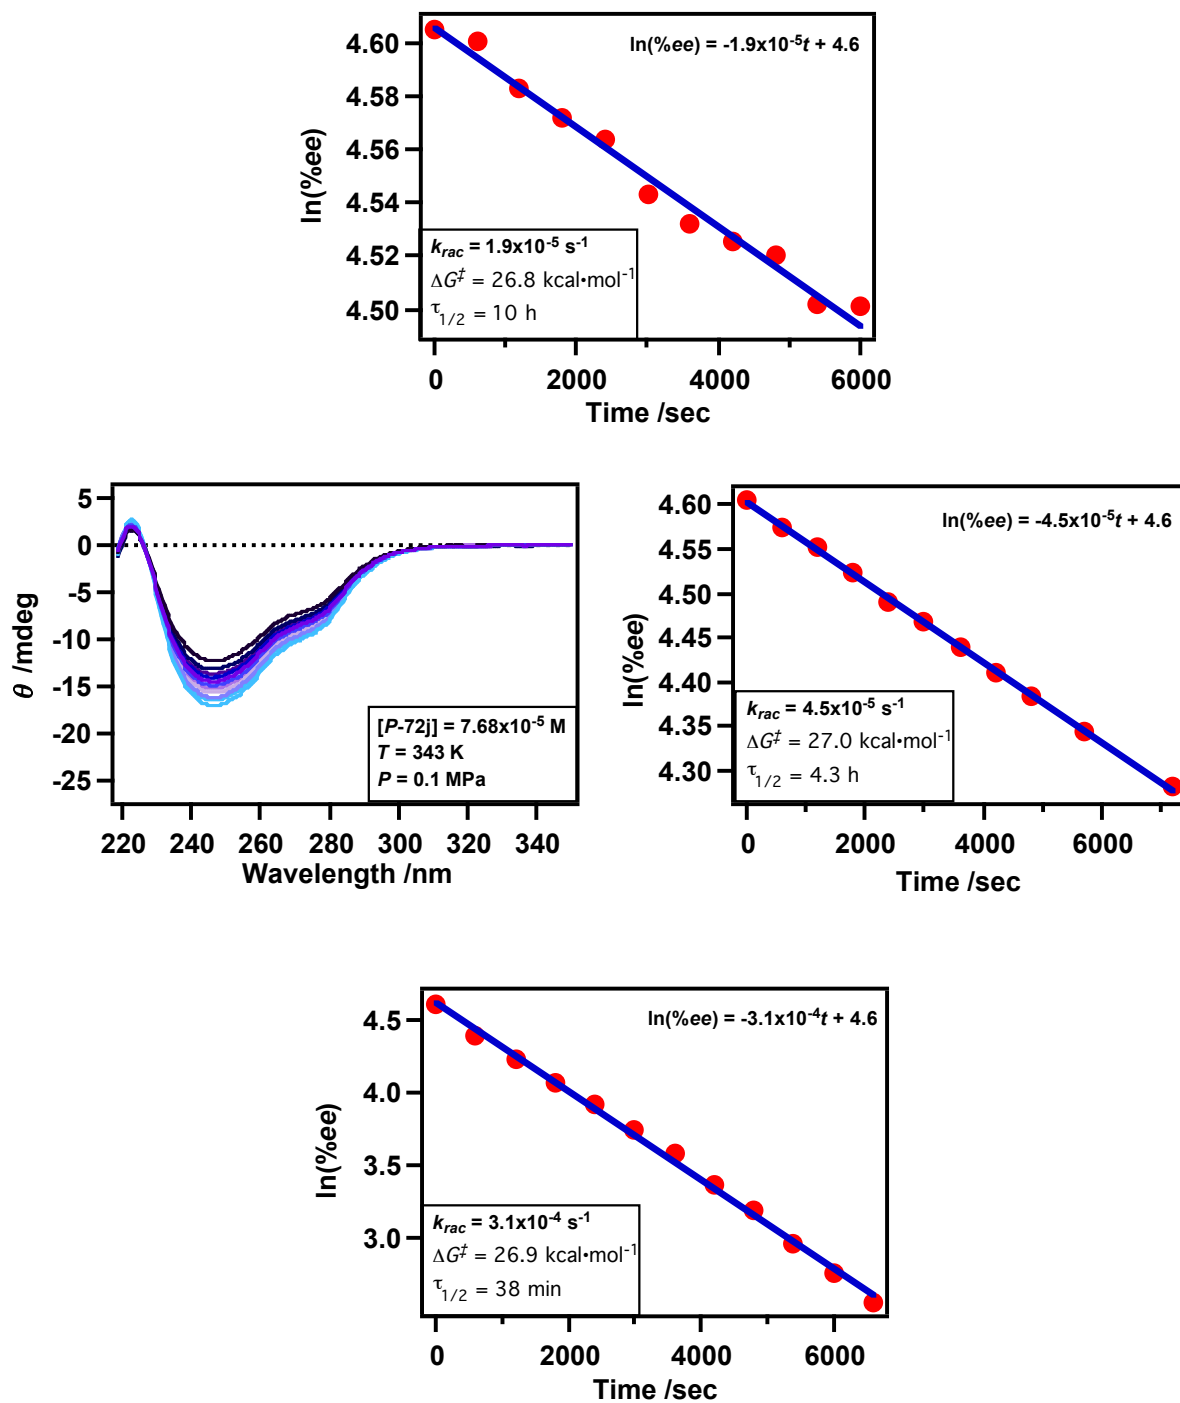 ln(%ee) = -1.9x10⁻⁵t + 4.6
4.60
4.58
4.56
4.54
4.52
4.50
ln(%ee)
k_rac = 1.9x10⁻⁵ s⁻¹
ΔG‡ = 26.8 kcal•mol⁻¹
τ_1/2 = 10 h
0 2000 4000 6000
Time /sec
5
0
-5
-10
-15
-20
-25
θ /mdeg
[P-72j] = 7.68x10⁻⁵ M
T = 343 K
P = 0.1 MPa
220 240 260 280 300 320 340
Wavelength /nm
ln(%ee) = -4.5x10⁻⁵t + 4.6
4.60
4.55
4.50
4.45
4.40
4.35
4.30
ln(%ee)
k_rac = 4.5x10⁻⁵ s⁻¹
ΔG‡ = 27.0 kcal•mol⁻¹
τ_1/2 = 4.3 h
0 2000 4000 6000
Time /sec
ln(%ee) = -3.1x10⁻⁴t + 4.6
4.5
4.0
3.5
3.0
ln(%ee)
k_rac = 3.1x10⁻⁴ s⁻¹
ΔG‡ = 26.9 kcal•mol⁻¹
τ_1/2 = 38 min
0 2000 4000 6000
Time /sec